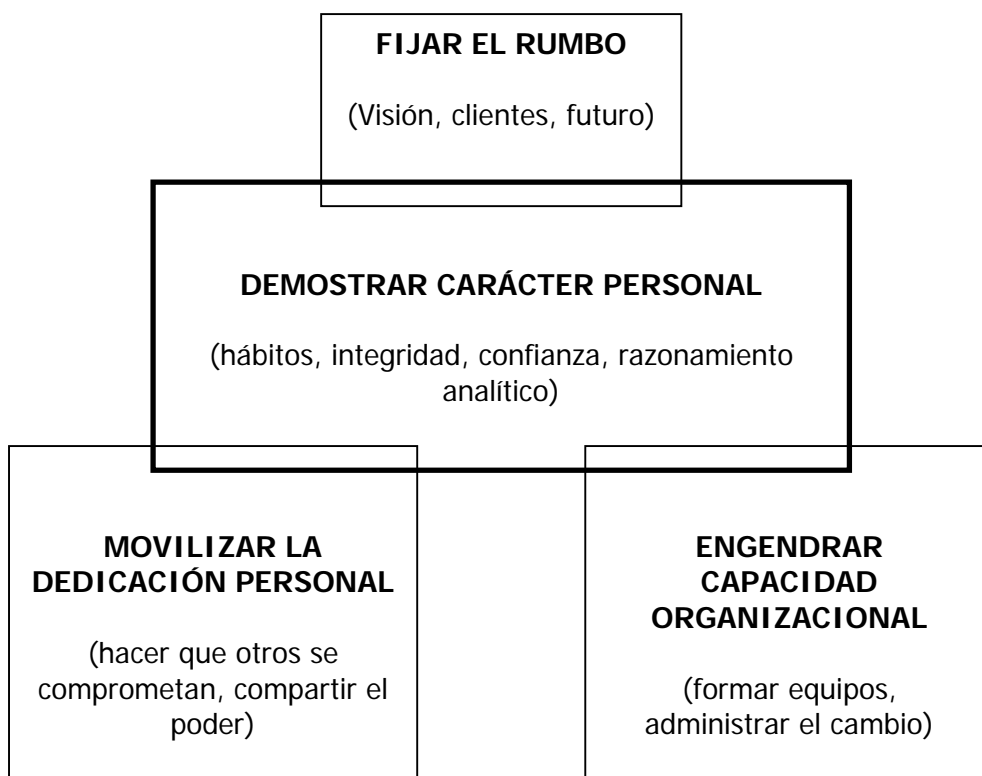 FIJAR EL RUMBO
(Visión, clientes, futuro)
DEMOSTRAR CARÁCTER PERSONAL
(hábitos, integridad, confianza, razonamiento
analítico)
MOVILIZAR LA
DEDICACIÓN PERSONAL
(hacer que otros se
comprometan, compartir el
poder)
ENGENDRAR
CAPACIDAD
ORGANIZACIONAL
(formar equipos,
administrar el cambio)